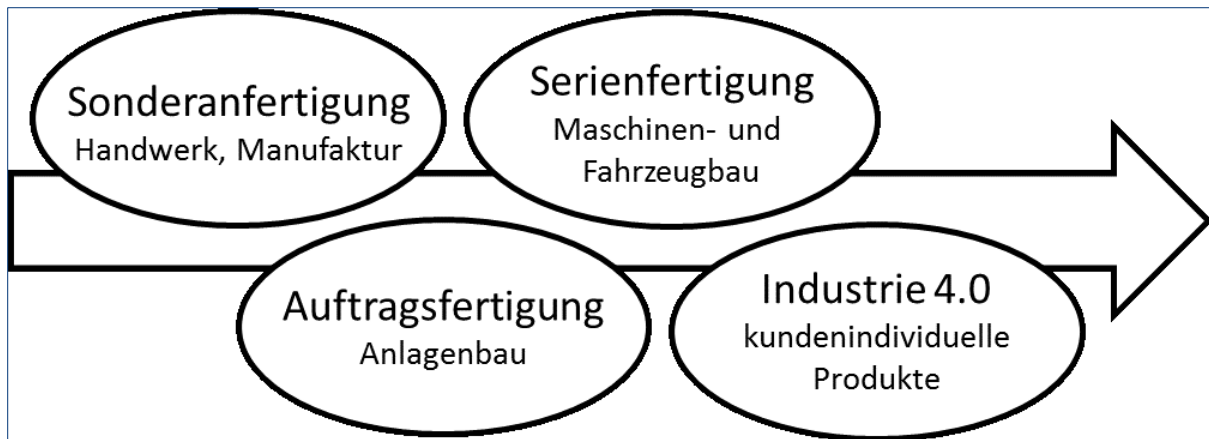 Sonderanfertigung
Handwerk, Manufaktur
Serienfertigung
Maschinen- und
Fahrzeugbau
Auftragsfertigung
Anlagenbau
Industrie 4.0
kundenindividuelle
Produkte